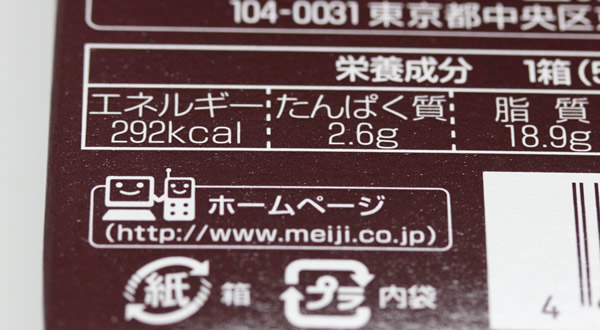 104-0031 東京都中央区
栄養成分 1箱(5
エネルギー たんぱく質 脂質
292kcal 2.6g 18.9g
ホームページ
(http://www.meiji.co.jp)
紙 箱 プラ 内袋
4